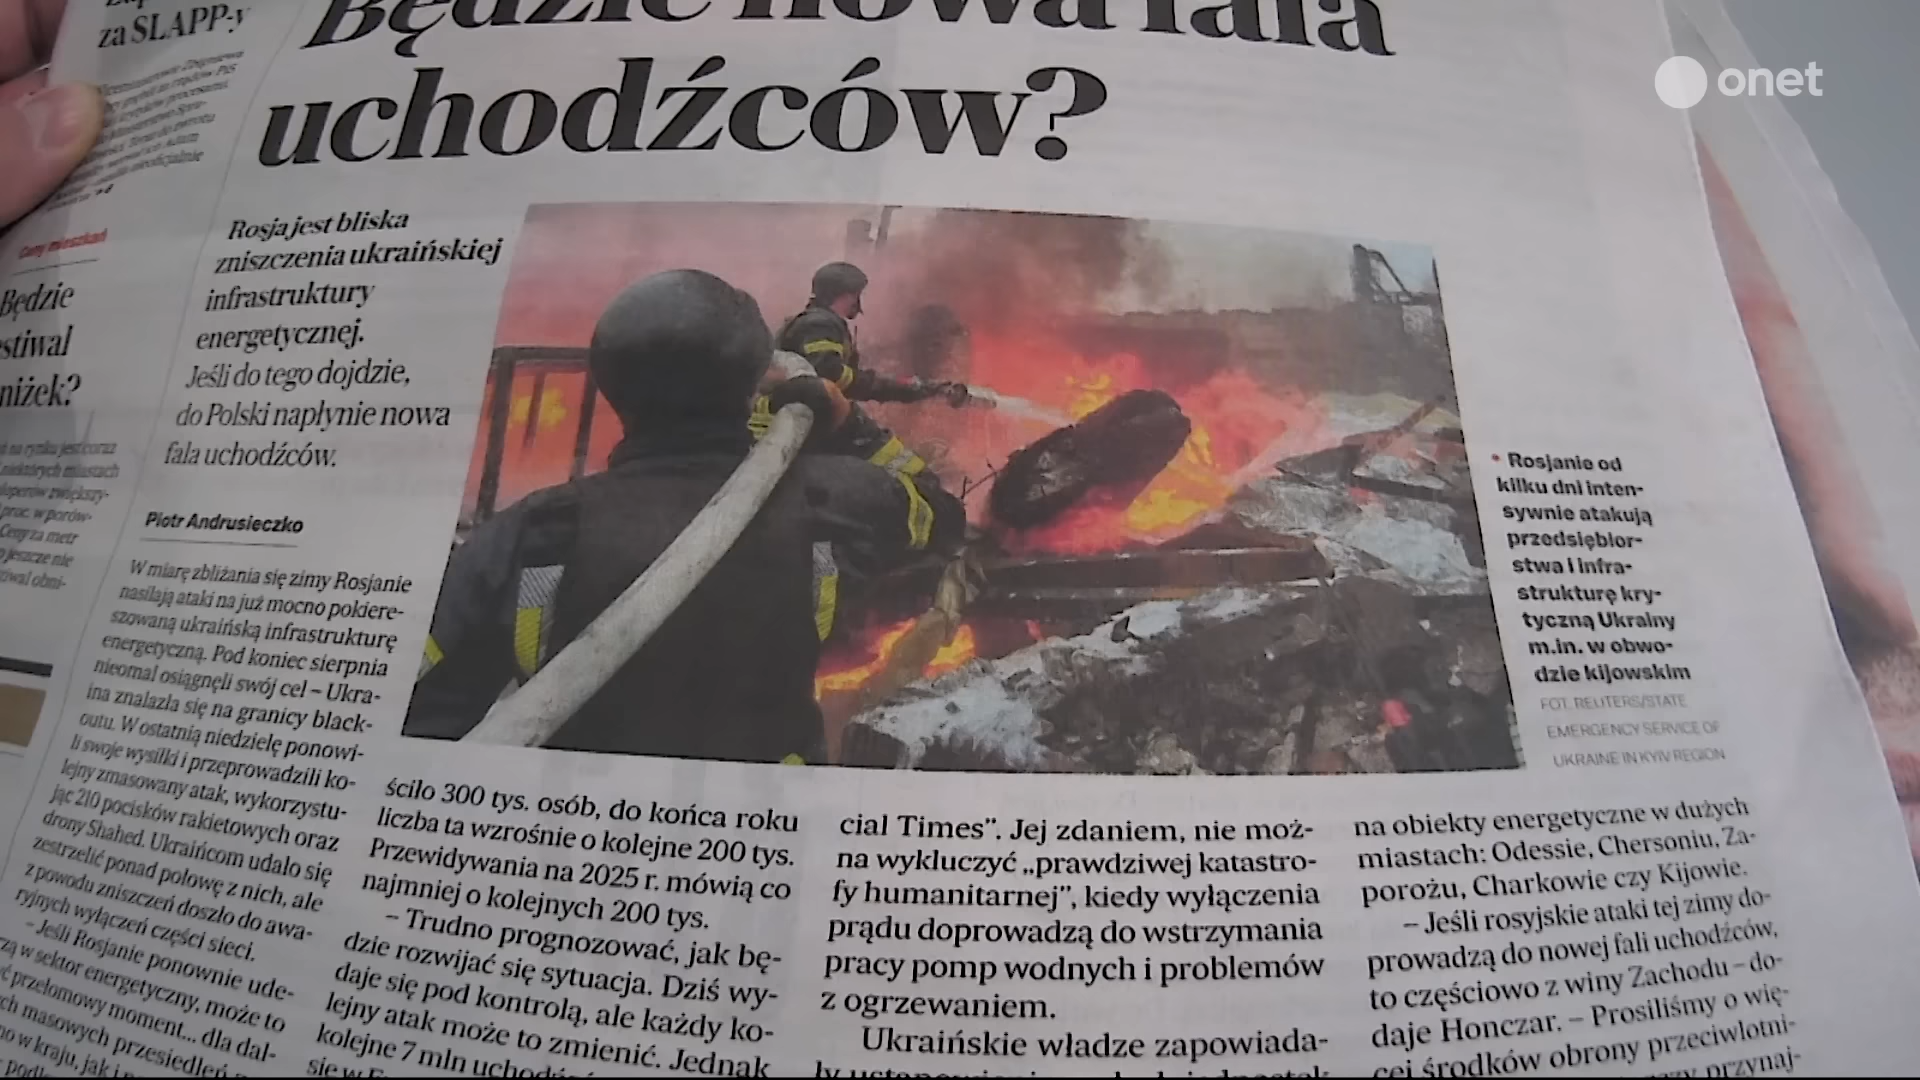 za SLAPP-y
Będzie nowa fala
uchodźców?
onet
Ceny mieszkań
Będzie
estiwal
niżek?
Rosja jest bliska
zniszczenia ukraińskiej
infrastruktury
energetycznej.
Jeśli do tego dojdzie,
do Polski napłynie nowa
fala uchodźców.
Piotr Andrusieczko
W miarę zbliżania się zimy Rosjanie
nasilają ataki na już mocno pokiere-
szowaną ukraińską infrastrukturę
energetyczną. Pod koniec sierpnia
nieomal osiągnęli swój cel – Ukra-
ina znalazła się na granicy black-
outu. W ostatnią niedzielę ponowi-
li swoje wysiłki i przeprowadzili ko-
lejny zmasowany atak, wykorzystu-
jąc 210 pocisków rakietowych oraz
drony Shahed. Ukraińcom udało się
zestrzelić ponad połowę z nich, ale
z powodu zniszczeń doszło do awa-
ryjnych wyłączeń części sieci.
– Jeśli Rosjanie ponownie ude-
rzą w sektor energetyczny, może to
przełomowy moment... dla dal-
ch masowych przesiedleń
no w kraju, jak i
ściło 300 tys. osób, do końca roku
liczba ta wzrośnie o kolejne 200 tys.
Przewidywania na 2025 r. mówią co
najmniej o kolejnych 200 tys.
– Trudno prognozować, jak bę-
dzie rozwijać się sytuacja. Dziś wy-
daje się pod kontrolą, ale każdy ko-
lejny atak może to zmienić. Jednak
kolejne 7 mln
cial Times”. Jej zdaniem, nie moż-
na wykluczyć „prawdziwej katastro-
fy humanitarnej”, kiedy wyłączenia
prądu doprowadzą do wstrzymania
pracy pomp wodnych i problemów
z ogrzewaniem.
Ukraińskie władze zapowiada-
• Rosjanie od
kilku dni inten-
sywnie atakują
przedsiębior-
stwa i infra-
strukturę kry-
tyczną Ukrainy
m.in. w obwo-
dzie kijowskim
FOT. REUTERS/STATE
EMERGENCY SERVICE OF
UKRAINE IN KYIV REGION
na obiekty energetyczne w dużych
miastach: Odessie, Chersoniu, Za-
porożu, Charkowie czy Kijowie.
– Jeśli rosyjskie ataki tej zimy do-
prowadzą do nowej fali uchodźców,
to częściowo z winy Zachodu – do-
daje Honczar. – Prosiliśmy o wię-
cej środków obrony przeciwlotni-
przynaj-